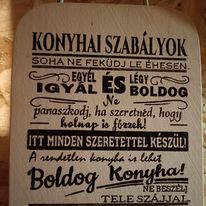 KONYHAI SZABÁLYOK
SOHA NE FEKÜDJ LE ÉHESEN.
EGYÉL ÉS LÉGY
IGYÁL BOLDOG
Ne
panaszkodj, ha szeretnéd, hogy
holnap is főzzek!
ITT MINDEN SZERETETTEL KÉSZÜL!
A rendetlen konyha is lehet
Boldog Konyha!
NE BESZÉLJ
TELE SZÁJJAL.